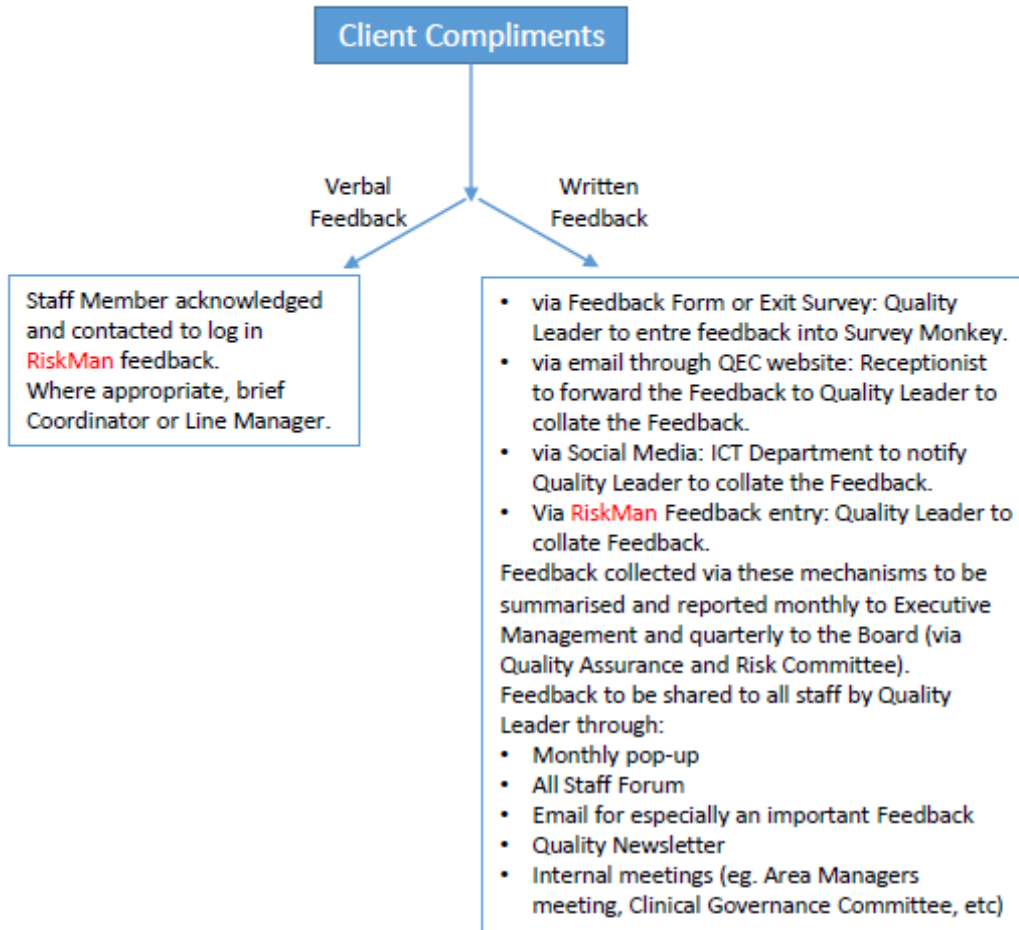 Client Compliments
Verbal
Feedback
Written
Feedback
Staff Member acknowledged
and contacted to log in
RiskMan feedback.
Where appropriate, brief
Coordinator or Line Manager.
• via Feedback Form or Exit Survey: Quality
Leader to entre feedback into Survey Monkey.
• via email through QEC website: Receptionist
to forward the Feedback to Quality Leader to
collate the Feedback.
• via Social Media: ICT Department to notify
Quality Leader to collate the Feedback.
• Via RiskMan Feedback entry: Quality Leader to
collate Feedback.
Feedback collected via these mechanisms to be
summarised and reported monthly to Executive
Management and quarterly to the Board (via
Quality Assurance and Risk Committee).
Feedback to be shared to all staff by Quality
Leader through:
• Monthly pop-up
• All Staff Forum
• Email for especially an important Feedback
• Quality Newsletter
• Internal meetings (eg. Area Managers
meeting, Clinical Governance Committee, etc)